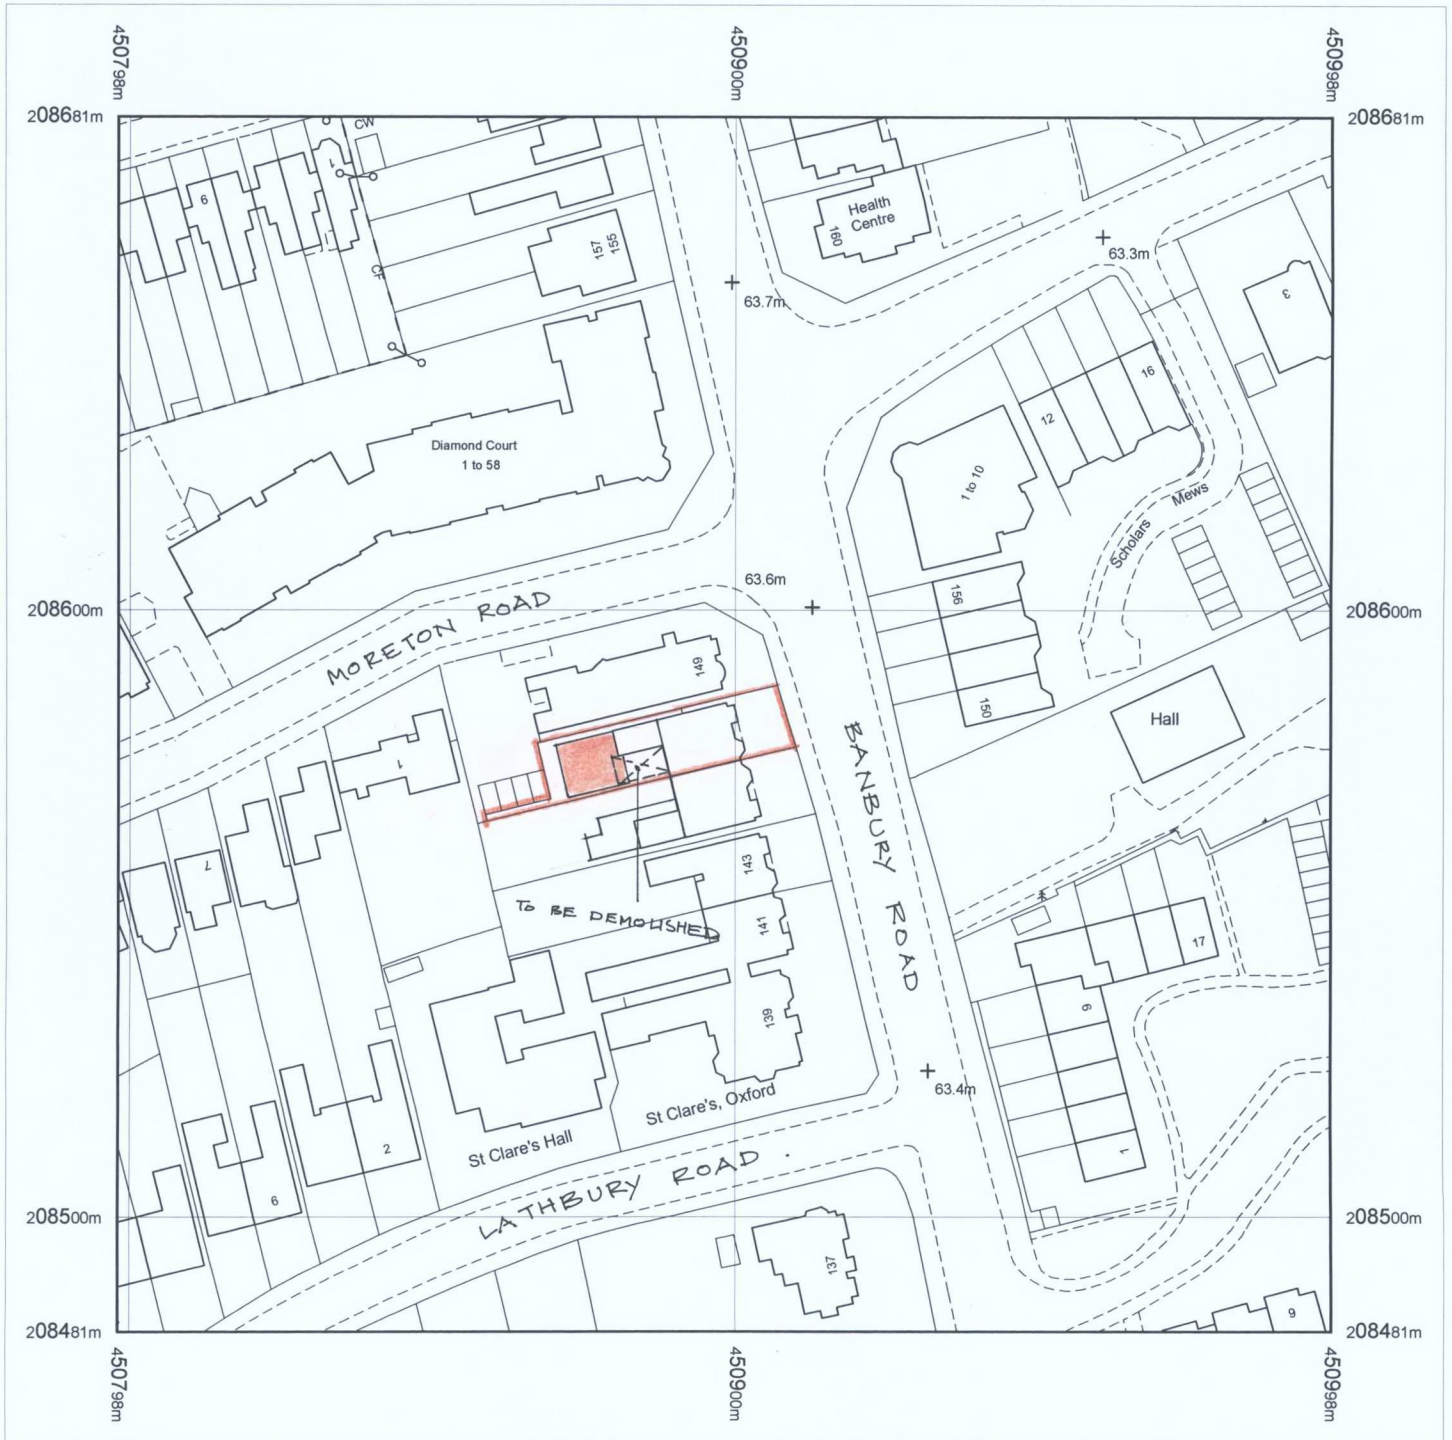 450798m
450900m
450998m
208681m
208681m
CW
1
9
CF
157
155
160
Health
Centre
63.3m
63.7m
3
Diamond Court
1 to 58
16
12
1 to 10
Scholars
Mews
63.6m
208600m
208600m
MORETON ROAD
156
150
149
Hall
1
7
BANBURY ROAD
143
TO BE DEMOLISHED
141
139
17
9
63.4m
St Clare's, Oxford
St Clare's Hall
2
6
1
LATHBURY ROAD
208500m
208500m
137
9
208481m
208481m
450798m
450900m
450998m